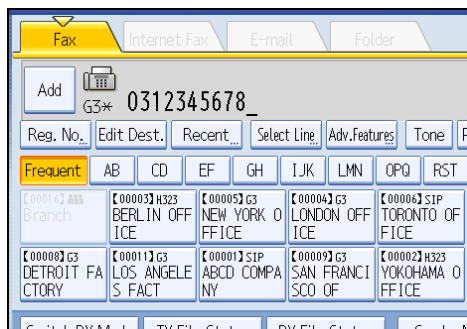 Fax Internet Fax E-mail Folder
Add G3* 0312345678_
Reg. No. Edit Dest. Recent Select Line Adv.Features Tone
Frequent AB CD EF GH IJK LMN OPQ RST
【00016】 【00003】H323 【00005】G3 【00004】G3 【00006】SIP
Branch BERLIN OFF NEW YORK O LONDON OFF TORONTO OF
ICE FFICE ICE FICE
【00008】G3 【00011】G3 【00001】SIP 【00009】G3 【00002】H323
DETROIT FA LOS ANGELE ABCD COMPA SAN FRANCI YOKOHAMA O
CTORY S FACT NY SCO OF FFICE